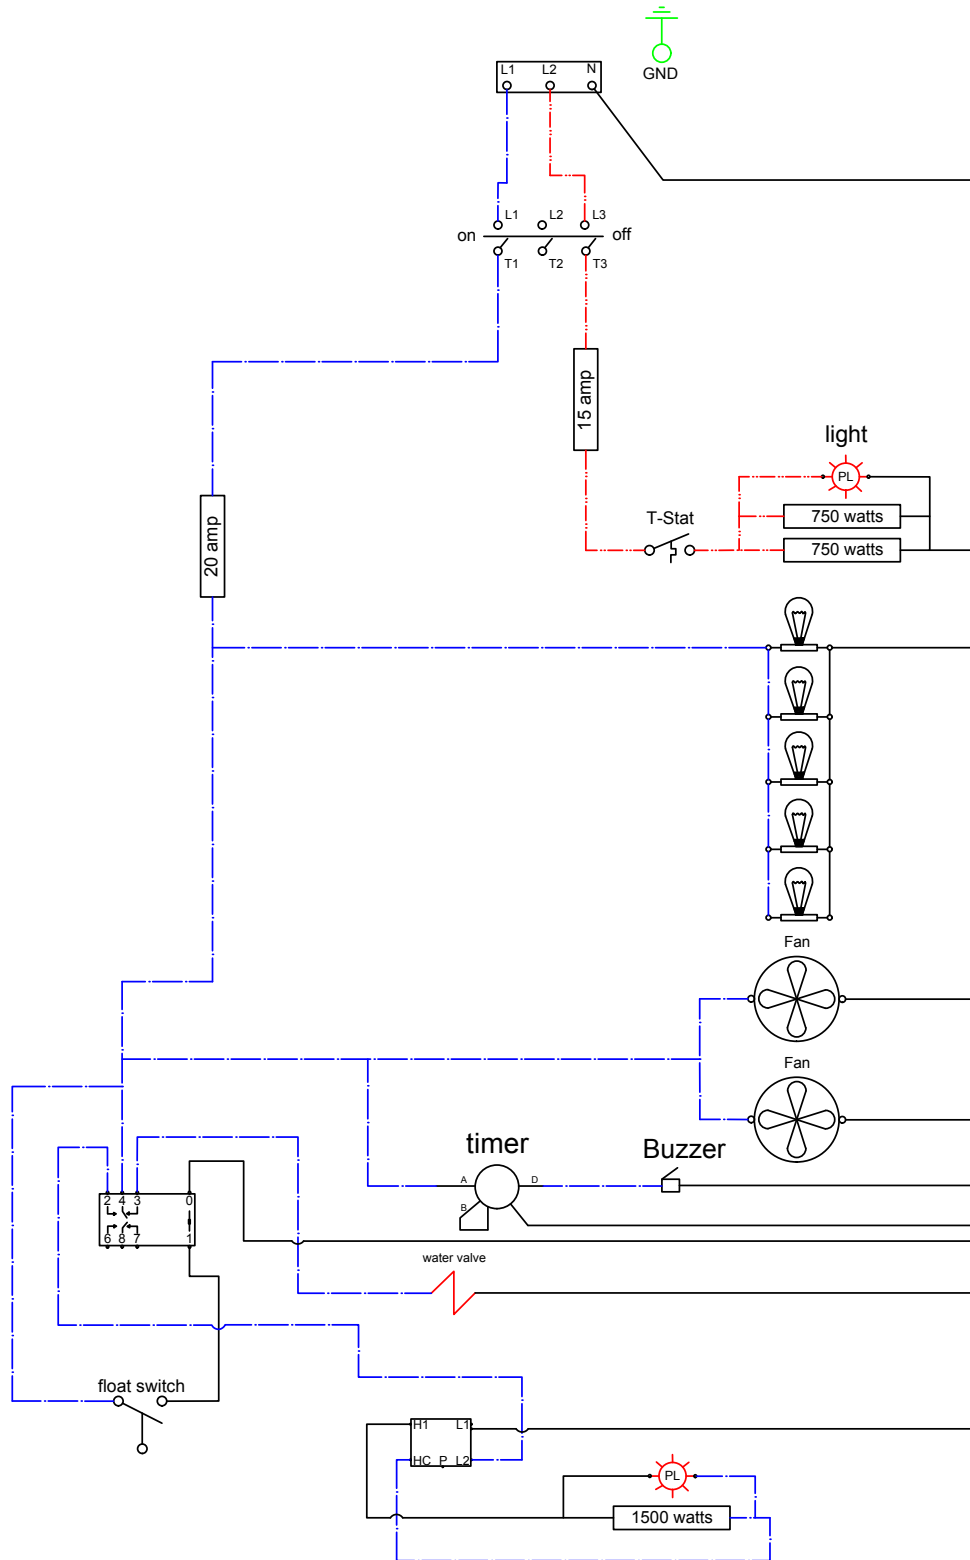 GND
L1 L2 N
L1 L2 L3
on off
T1 T2 T3
15 amp
light
PL
20 amp
T-Stat
750 watts
750 watts
Fan
Fan
timer
Buzzer
A D
B
2 4 3 0
6 8 7 1
water valve
float switch
H1 L1
HC P L2
PL
1500 watts